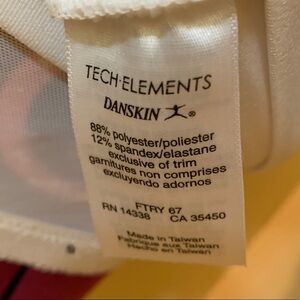 TECH·ELEMENTS
DANSKIN ®
88% polyester/poliester
12% spandex/elastane
exclusive of trim
garnitures non comprises
excluyendo adornos
FTRY 67
RN 14338 CA 35450
Made in Taiwan
Fabrique aux Taiwan
Hecho en Taiwan